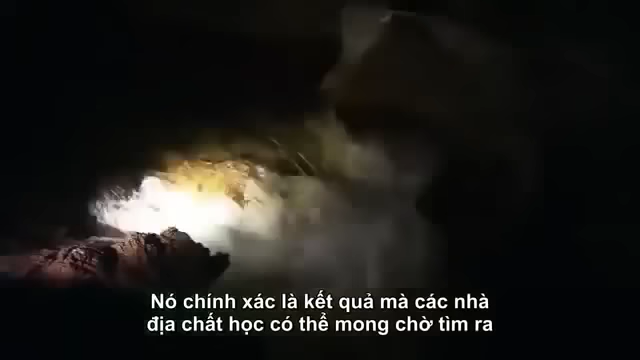 Nó chính xác là kết quả mà các nhà
địa chất học có thể mong chờ tìm ra